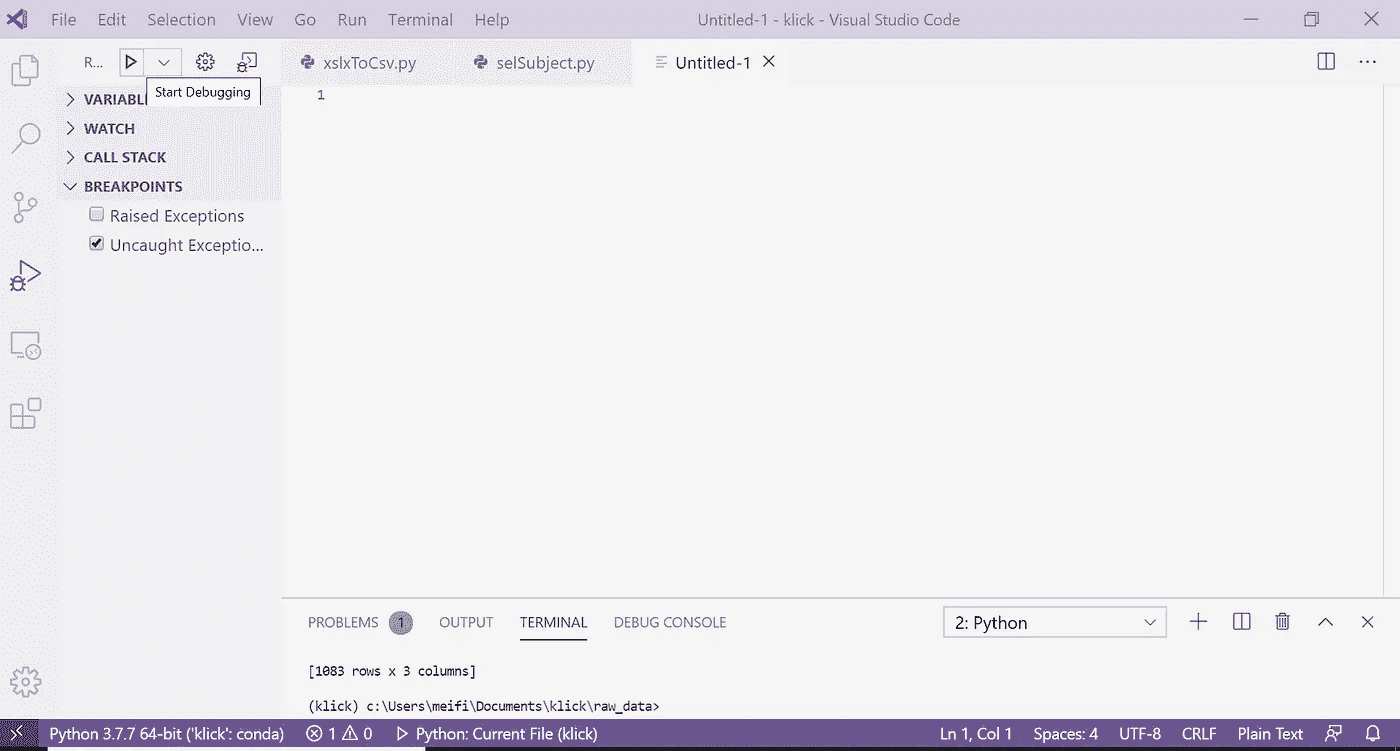 File Edit Selection View Go Run Terminal Help Untitled-1 - klick - Visual Studio Code
R...
xslxToCsv.py selSubject.py Untitled-1
Start Debugging
VARIABL
WATCH
CALL STACK
BREAKPOINTS
Raised Exceptions
Uncaught Exceptio...
1
PROBLEMS 1 OUTPUT TERMINAL DEBUG CONSOLE 2: Python
[1083 rows x 3 columns]
(klick) c:\Users\meifi\Documents\klick\raw_data>
Python 3.7.7 64-bit ('klick': conda) 1 0 Python: Current File (klick) Ln 1, Col 1 Spaces: 4 UTF-8 CRLF Plain Text